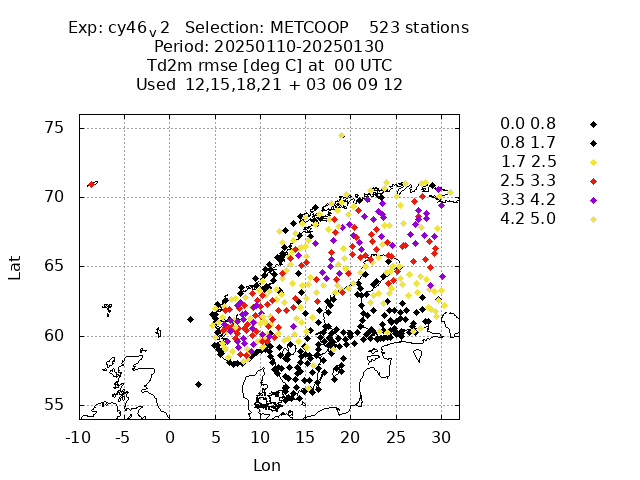 Exp: cy46v2 Selection: METCOOP 523 stations
Period: 20250110-20250130
Td2m rmse [deg C] at 00 UTC
Used 12,15,18,21 + 03 06 09 12
75
70
65
60
55
Lat
-10 -5 0 5 10 15 20 25 30
Lon
0.0 0.8
0.8 1.7
1.7 2.5
2.5 3.3
3.3 4.2
4.2 5.0